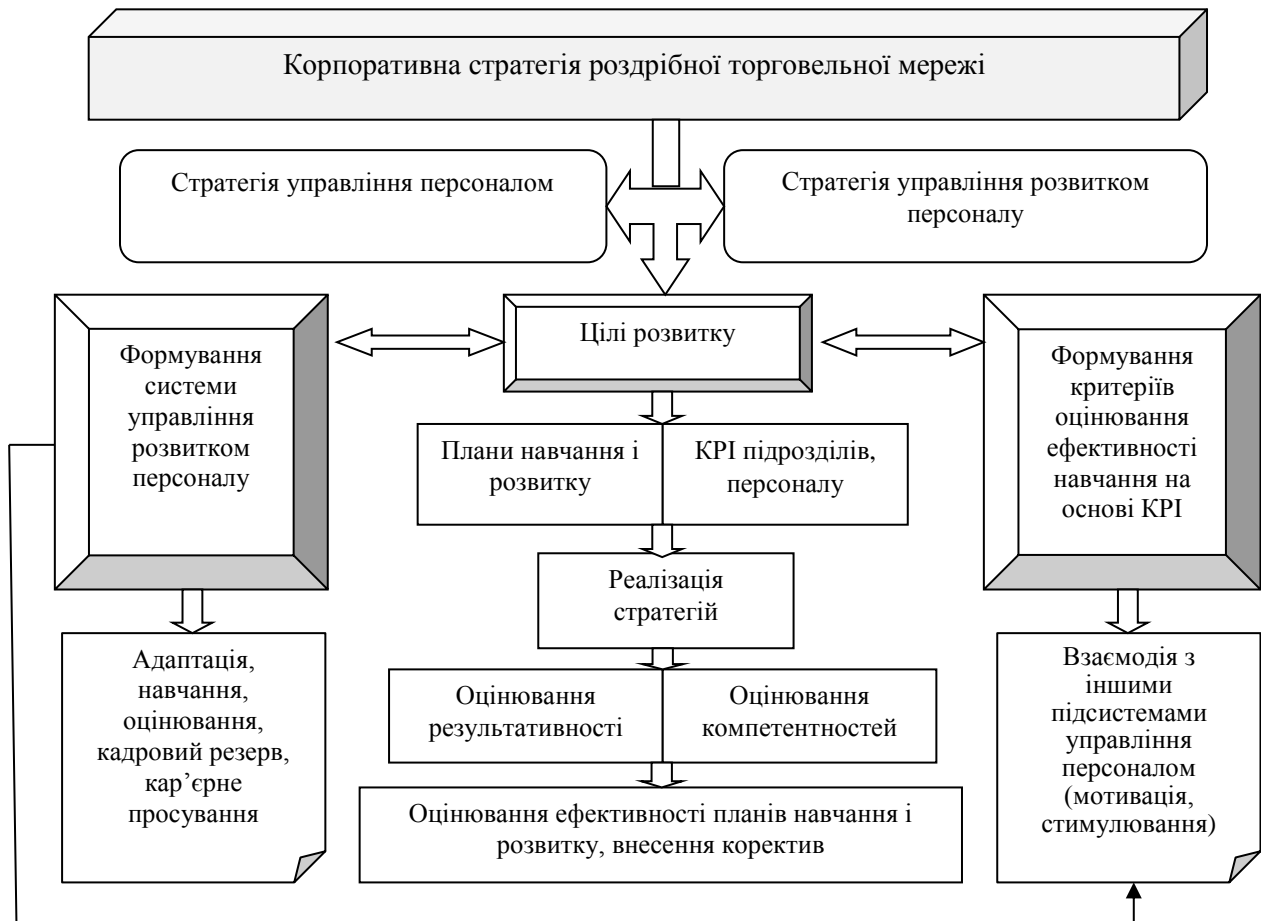 Корпоративна стратегія роздрібної торговельної мережі
Стратегія управління персоналом
Стратегія управління розвитком
персоналу
Формування
системи
управління
розвитком
персоналу
Цілі розвитку
Формування
критеріїв
оцінювання
ефективності
навчання на
основі КРІ
Плани навчання і
розвитку
КРІ підрозділів,
персоналу
Реалізація
стратегій
Адаптація,
навчання,
оцінювання,
кадровий резерв,
кар’єрне
просування
Оцінювання
результативності
Оцінювання
компетентностей
Взаємодія з
іншими
підсистемами
управління
персоналом
(мотивація,
стимулювання)
Оцінювання ефективності планів навчання і
розвитку, внесення коректив